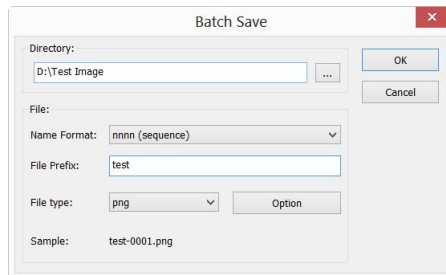 Batch Save
Directory:
D:\Test Image
...
OK
Cancel
File:
Name Format: nnnn (sequence)
File Prefix: test
File type: png Option
Sample: test-0001.png